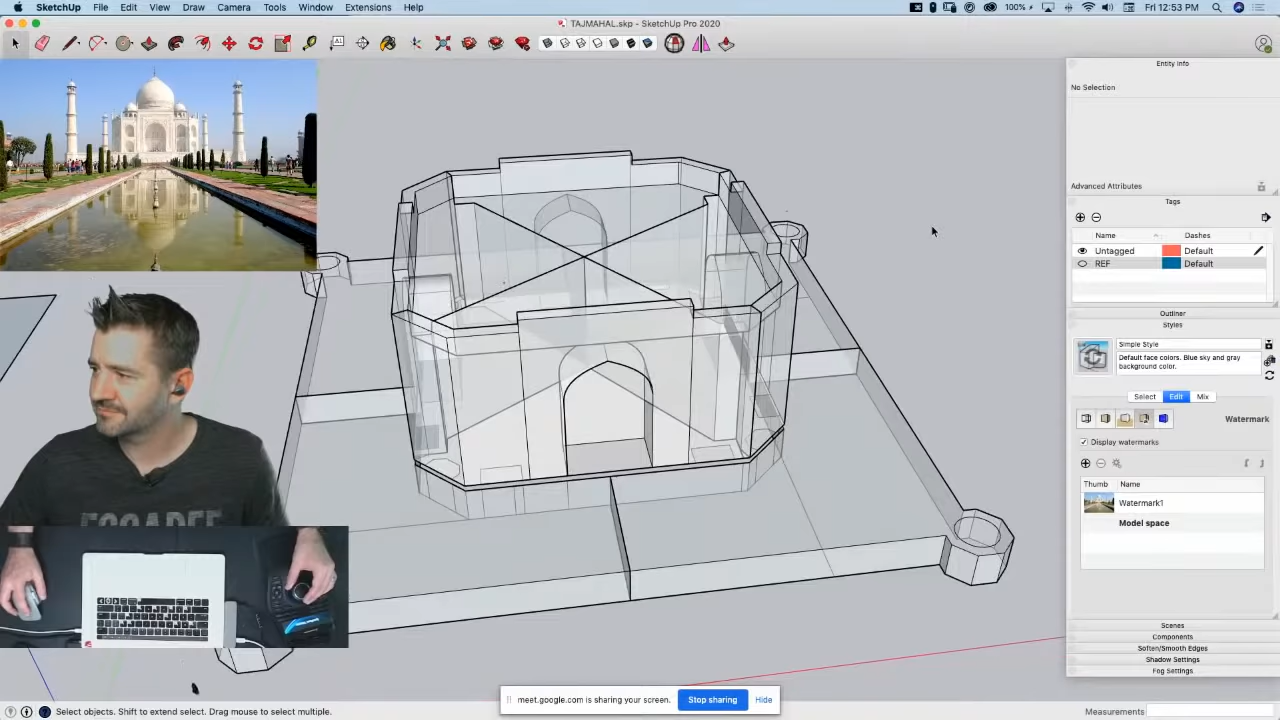 SketchUp File Edit View Draw Camera Tools Window Extensions Help
100% Fri 12:53 PM
TAJMAHAL.skp - SketchUp Pro 2020
Entity Info
No Selection
Advanced Attributes
Tags
Name Dashes
Untagged Default
REF Default
Outliner
Styles
Simple Style
Default face colors. Blue sky and gray
background color.
Select Edit Mix
Watermark
Display watermarks
Thumb Name
Watermark1
Model space
Scenes
Components
Soften/Smooth Edges
Shadow Settings
Fog Settings
meet.google.com is sharing your screen. Stop sharing Hide
Select objects. Shift to extend select. Drag mouse to select multiple.
Measurements